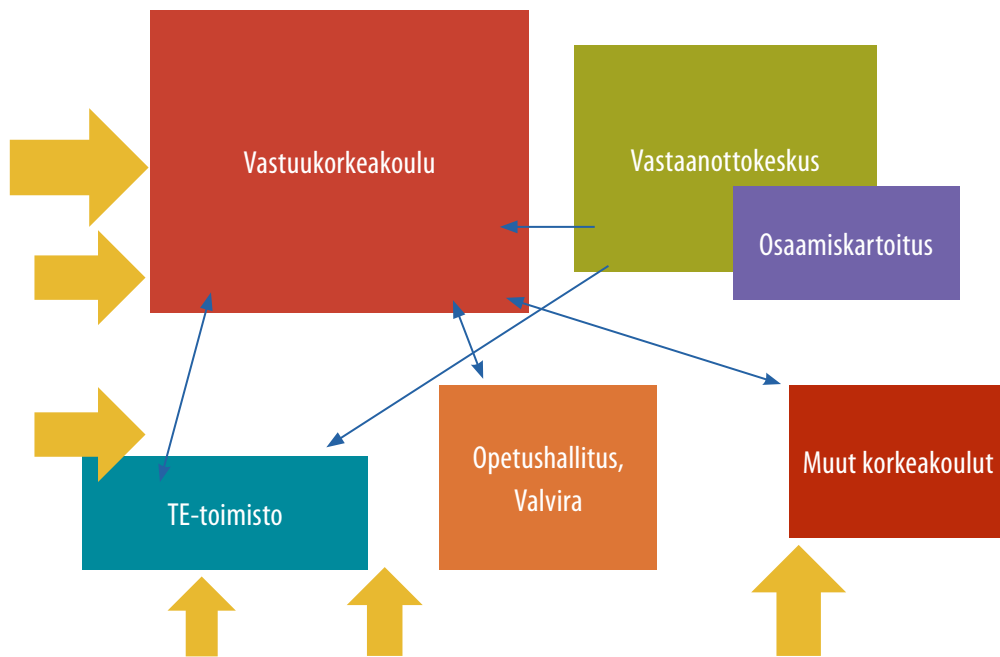 Vastuukorkeakoulu
Vastaanottokeskus
Osaamiskartoitus
Opetushallitus,
Valvira
Muut korkeakoulut
TE-toimisto